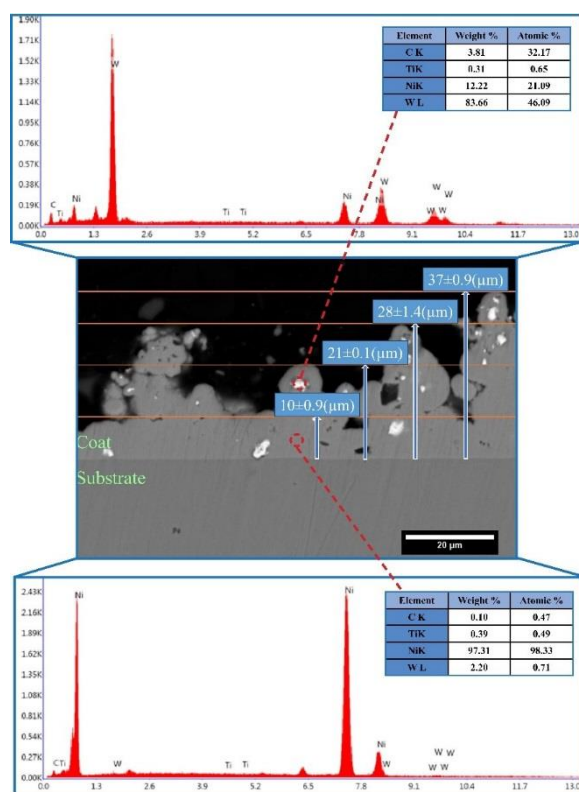 1.90K
1.71K
1.52K
1.33K
1.14K
0.95K
0.76K
0.57K
0.38K
0.19K
0.00K
C
Ti
Ni
W
Ti
Ti
Ni
Ni
W
W
W
W
W
0.0
1.3
2.6
3.9
5.2
6.5
7.8
9.1
10.4
11.7
13.0
Element Weight % Atomic %
C K 3.81 32.17
TiK 0.31 0.65
NiK 12.22 21.09
W L 83.66 46.09
37±0.9(µm)
28±1.4(µm)
21±0.1(µm)
10±0.9(µm)
Coat
Substrate
20 µm
2.43K
2.16K
1.89K
1.62K
1.35K
1.08K
0.81K
0.54K
0.27K
0.00K
CTi
Ni
W
Ti
Ti
Ni
Ni
W
W
W
W
W
0.0
1.3
2.6
3.9
5.2
6.5
7.8
9.1
10.4
11.7
13.0
Element Weight % Atomic %
C K 0.10 0.47
TiK 0.39 0.49
NiK 97.31 98.33
W L 2.20 0.71